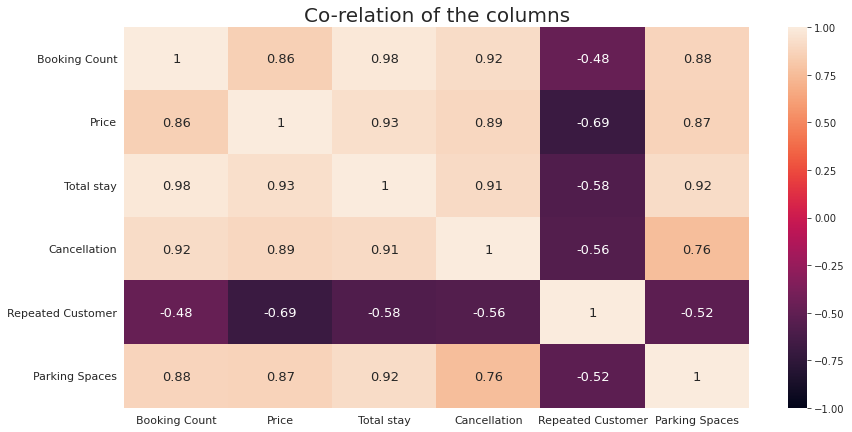 Co-relation of the columns
Booking Count 1 0.86 0.98 0.92 -0.48 0.88
Price 0.86 1 0.93 0.89 -0.69 0.87
Total stay 0.98 0.93 1 0.91 -0.58 0.92
Cancellation 0.92 0.89 0.91 1 -0.56 0.76
Repeated Customer -0.48 -0.69 -0.58 -0.56 1 -0.52
Parking Spaces 0.88 0.87 0.92 0.76 -0.52 1
Booking Count Price Total stay Cancellation Repeated Customer Parking Spaces
1.00
0.75
0.50
0.25
0.00
−0.25
−0.50
−0.75
−1.00